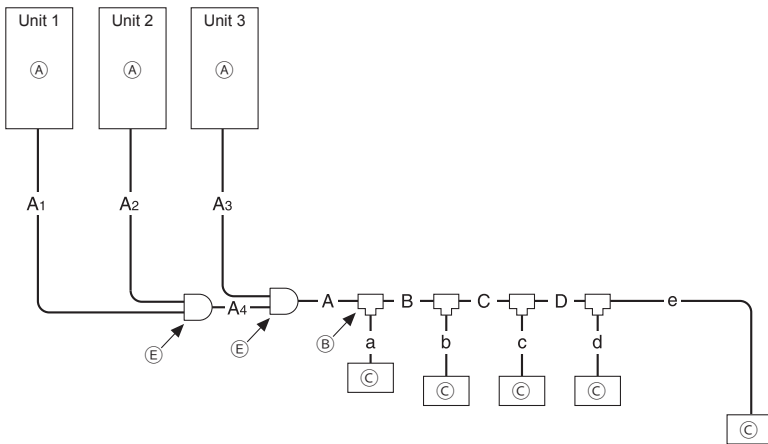 Unit 1 Unit 2 Unit 3
Ⓐ Ⓐ Ⓐ
A1 A2 A3
A4 A B C D e
Ⓔ Ⓔ Ⓑ a b c d
Ⓒ Ⓒ Ⓒ Ⓒ
Ⓒ